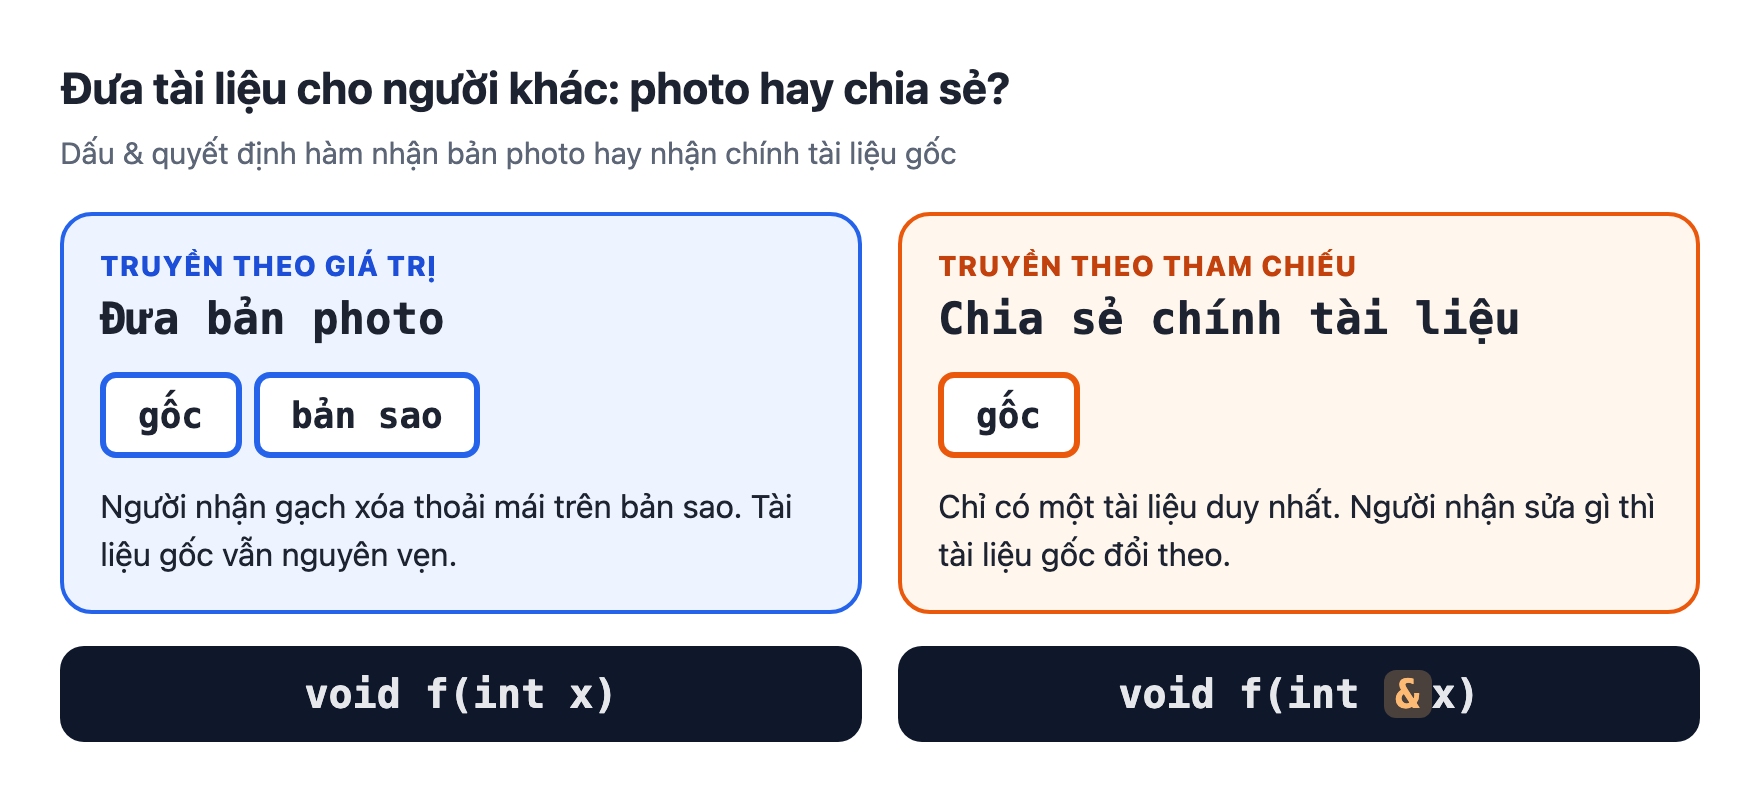 Đưa tài liệu cho người khác: photo hay chia sẻ?
Dấu & quyết định hàm nhận bản photo hay nhận chính tài liệu gốc
TRUYỀN THEO GIÁ TRỊ
Đưa bản photo
gốc
bản sao
Người nhận gạch xóa thoải mái trên bản sao. Tài
liệu gốc vẫn nguyên vẹn.
void f(int x)
TRUYỀN THEO THAM CHIẾU
Chia sẻ chính tài liệu
gốc
Chỉ có một tài liệu duy nhất. Người nhận sửa gì thì
tài liệu gốc đổi theo.
void f(int &x)